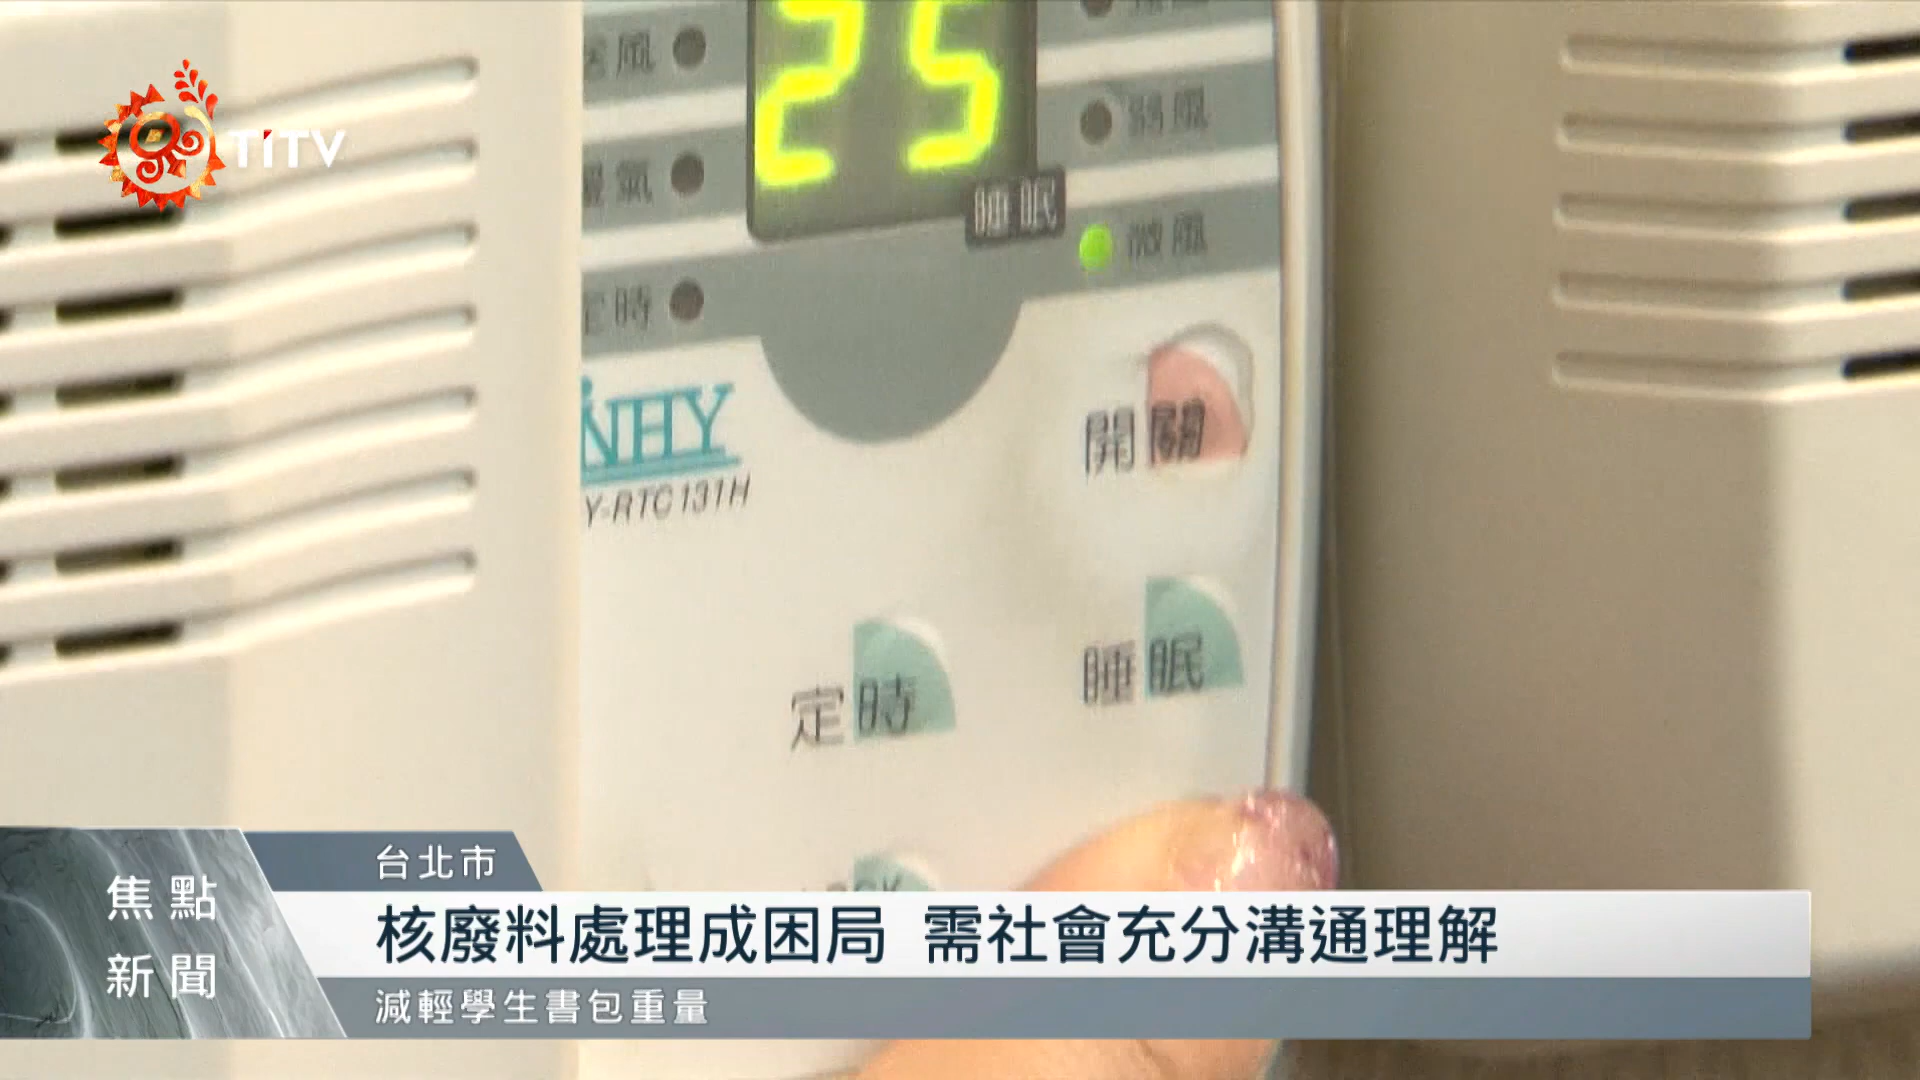 25
風
弱風
TiTV
氣
睡眠
微風
時
NHY
Y-RTC131H
開關
定時
睡眠
台北市
焦點
新聞
核廢料處理成困局 需社會充分溝通理解
減輕學生書包重量